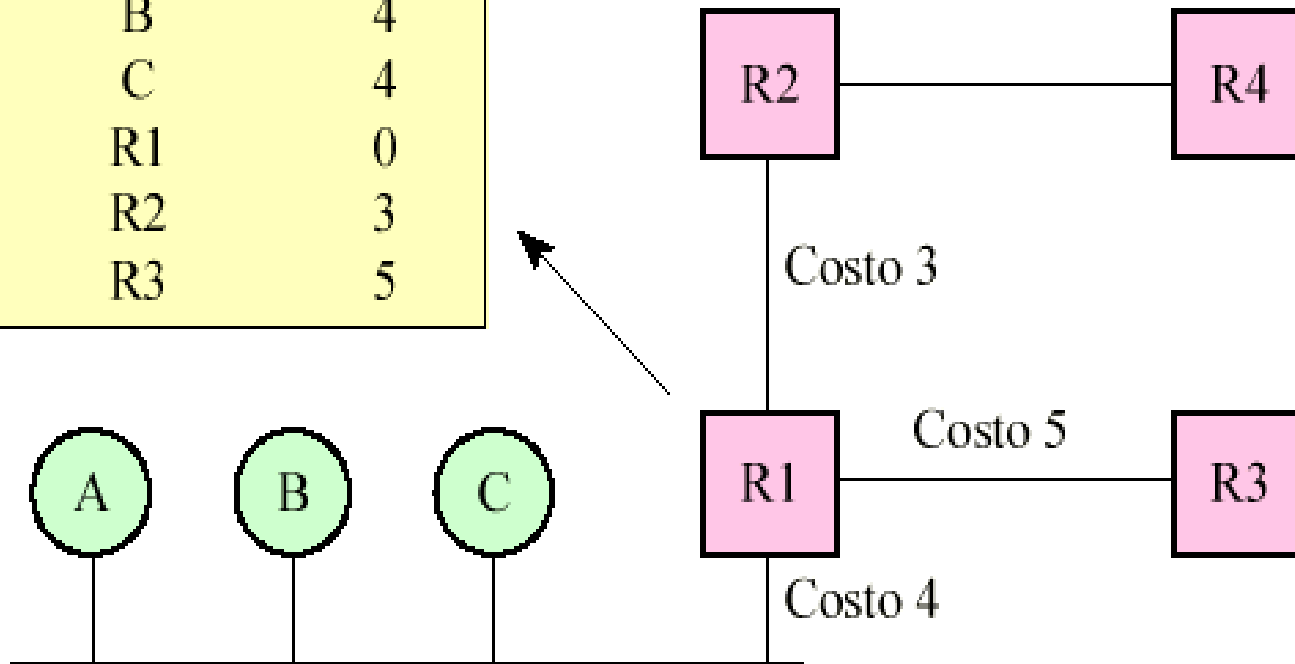 B 4
C 4
R1 0
R2 3
R3 5
R2
R4
Costo 3
Costo 5
A
B
C
R1
R3
Costo 4